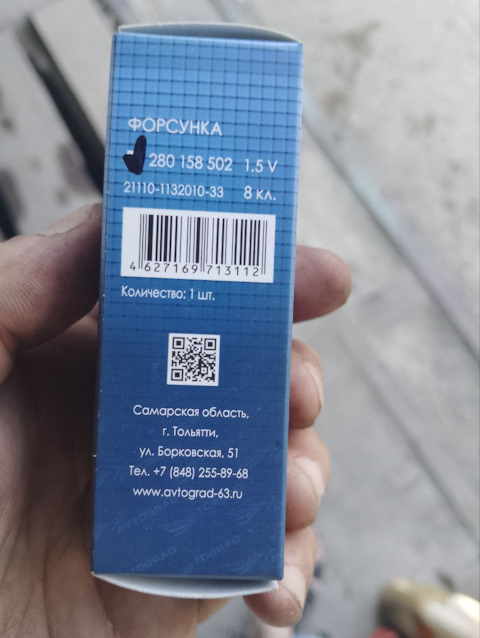 ФОРСУНКА
280 158 502 1.5 V
21110-1132010-33 8 кл.
4 627169 713112
Количество: 1 шт.
Самарская область,
г. Тольятти,
ул. Борковская, 51
Тел. +7 (848) 255-89-68
www.avtograd-63.ru
AVTOGRAD